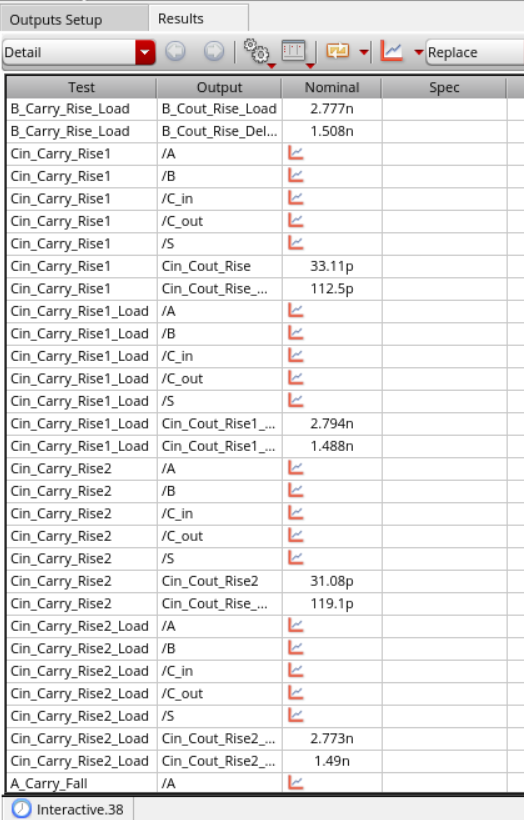 Outputs Setup Results
Detail Replace
Test Output Nominal Spec
B_Carry_Rise_Load B_Cout_Rise_Load 2.777n
B_Carry_Rise_Load B_Cout_Rise_Del... 1.508n
Cin_Carry_Rise1 /A
Cin_Carry_Rise1 /B
Cin_Carry_Rise1 /C_in
Cin_Carry_Rise1 /C_out
Cin_Carry_Rise1 /S
Cin_Carry_Rise1 Cin_Cout_Rise 33.11p
Cin_Carry_Rise1 Cin_Cout_Rise_... 112.5p
Cin_Carry_Rise1_Load /A
Cin_Carry_Rise1_Load /B
Cin_Carry_Rise1_Load /C_in
Cin_Carry_Rise1_Load /C_out
Cin_Carry_Rise1_Load /S
Cin_Carry_Rise1_Load Cin_Cout_Rise1_... 2.794n
Cin_Carry_Rise1_Load Cin_Cout_Rise1_... 1.488n
Cin_Carry_Rise2 /A
Cin_Carry_Rise2 /B
Cin_Carry_Rise2 /C_in
Cin_Carry_Rise2 /C_out
Cin_Carry_Rise2 /S
Cin_Carry_Rise2 Cin_Cout_Rise2 31.08p
Cin_Carry_Rise2 Cin_Cout_Rise_... 119.1p
Cin_Carry_Rise2_Load /A
Cin_Carry_Rise2_Load /B
Cin_Carry_Rise2_Load /C_in
Cin_Carry_Rise2_Load /C_out
Cin_Carry_Rise2_Load /S
Cin_Carry_Rise2_Load Cin_Cout_Rise2_... 2.773n
Cin_Carry_Rise2_Load Cin_Cout_Rise2_... 1.49n
A_Carry_Fall /A
Interactive.38